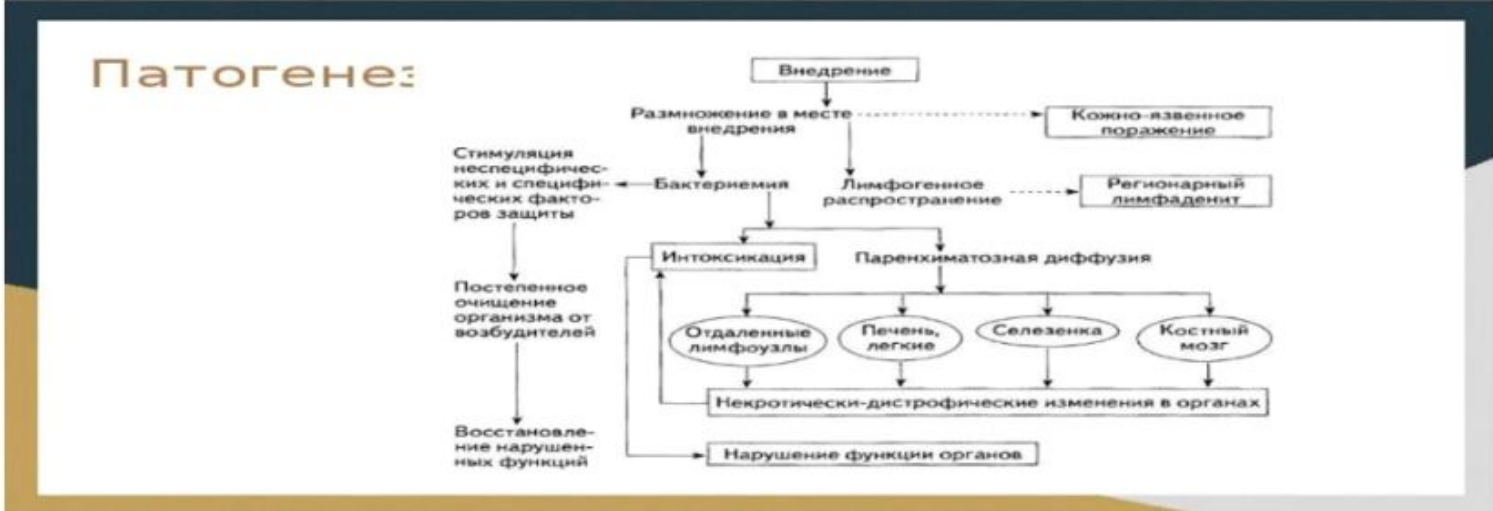 Патогенез
Внедрение
Размножение в месте
внедрения
Кожно-язвенное
поражение
Стимуляция
неспецифичес-
ких и специфи-
ческих факто-
ров защиты
Бактериемия
Лимфогенное
распространение
Регионарный
лимфаденит
Интоксикация
Паренхиматозная диффузия
Постепенное
очищение
организма от
возбудителей
Отдаленные
лимфоузлы
Печень,
легкие
Селезенка
Костный
мозг
Некротически-дистрофические изменения в органах
Восстановле-
ние нарушен-
ных функций
Нарушение функции органов